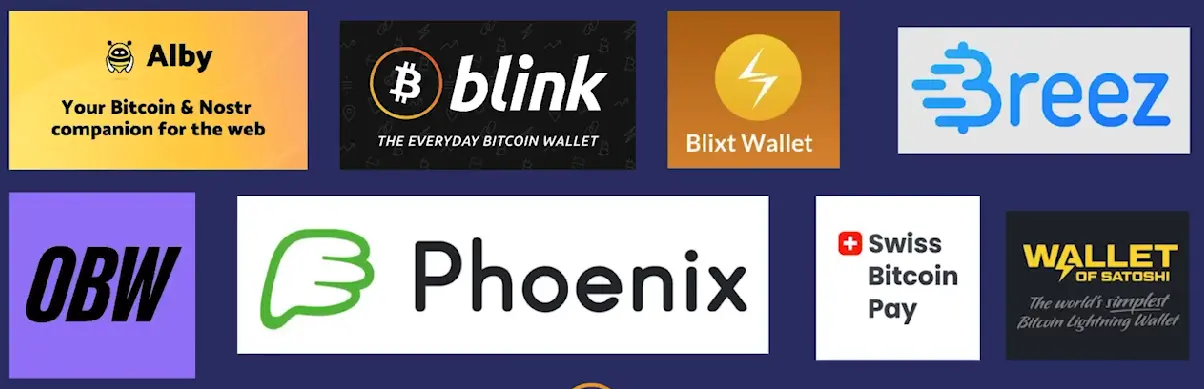 Alby
Your Bitcoin & Nostr
companion for the web
blink
THE EVERYDAY BITCOIN WALLET
Blixt Wallet
Breez
OBW
Phoenix
Swiss
Bitcoin
Pay
WALLET
OF SATOSHI
The world's simplest
Bitcoin Lightning Wallet